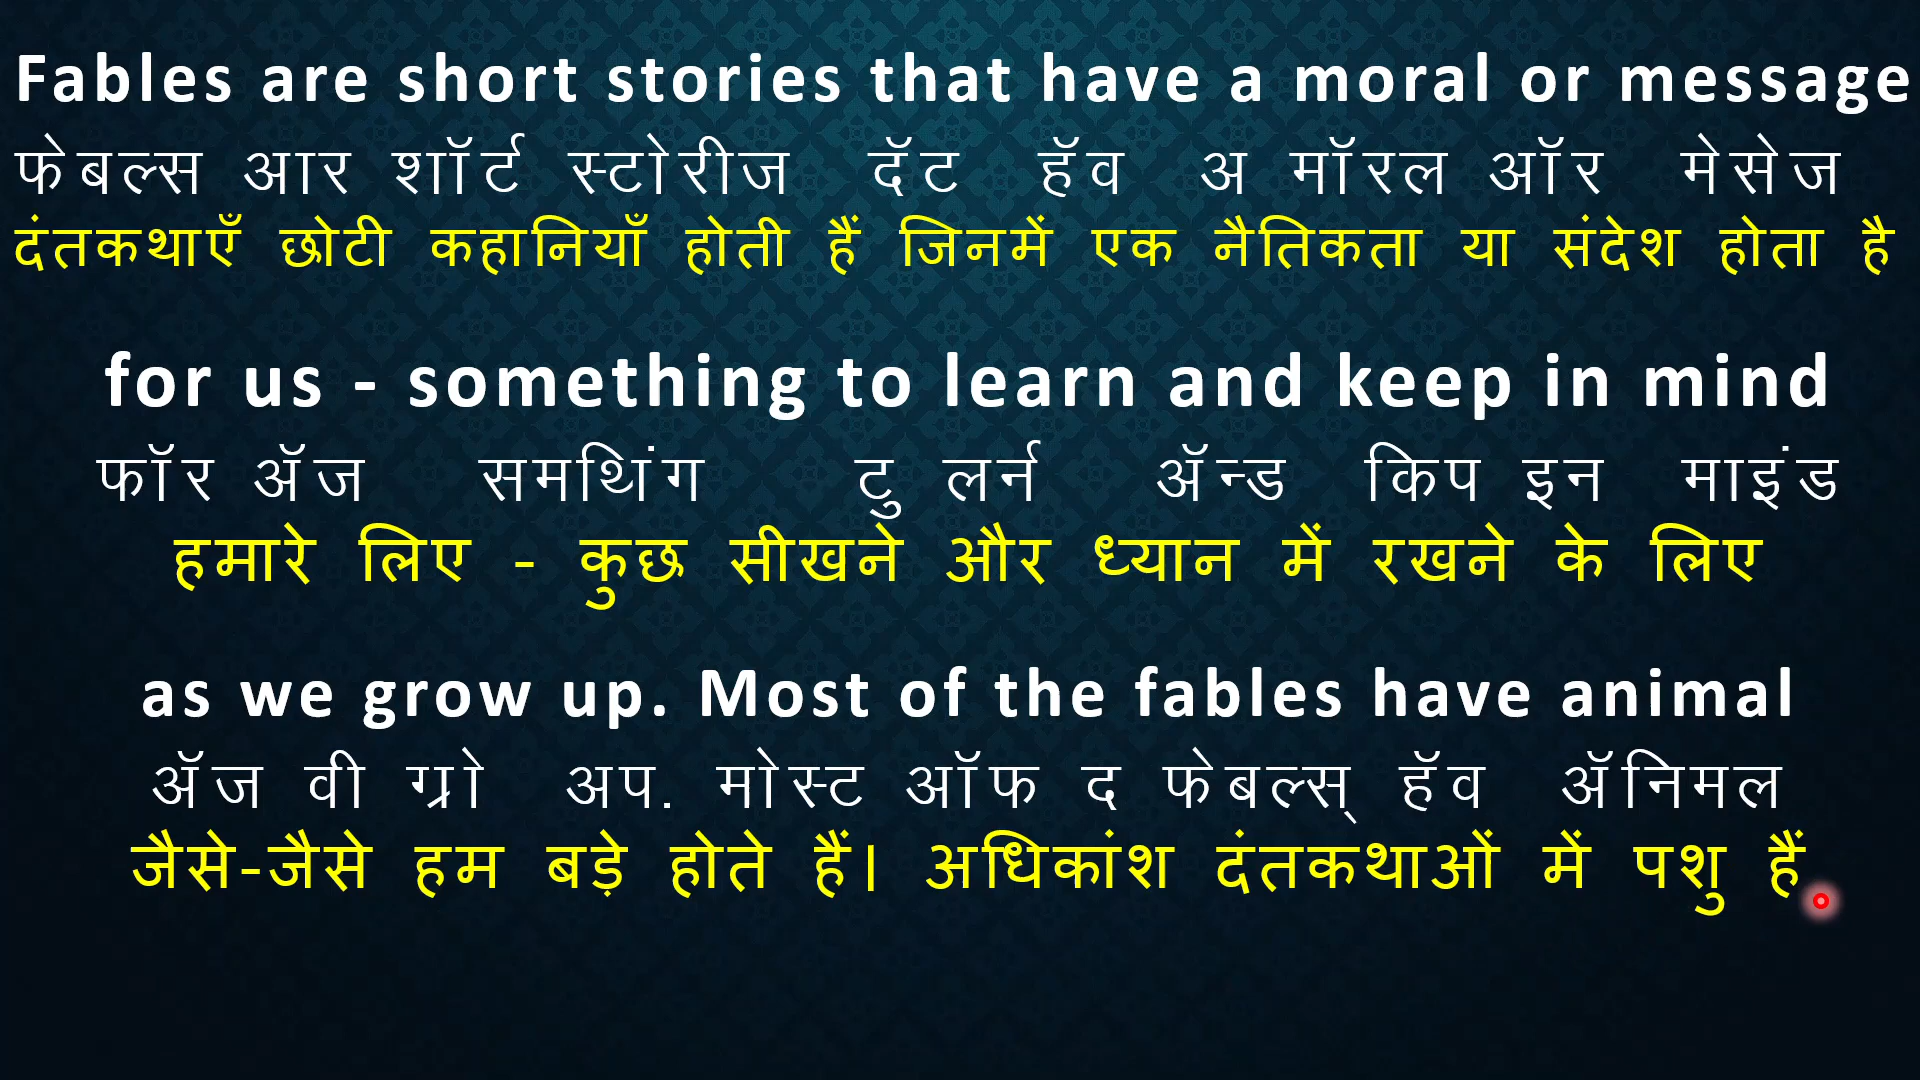 Fables are short stories that have a moral or message
फेबल्स आर शॉर्ट स्टोरीज दॅट हॅव अ मॉरल ऑर मेसेज
दंतकथाएँ छोटी कहानियाँ होती हैं जिनमें एक नैतिकता या संदेश होता है
for us - something to learn and keep in mind
फॉर ॲज समथिंग टु लर्न ॲन्ड किप इन माइंड
हमारे लिए - कुछ सीखने और ध्यान में रखने के लिए
as we grow up. Most of the fables have animal
ॲज वी ग्रो अप. मोस्ट ऑफ द फेबल्स् हॅव ॲनिमल
जैसे-जैसे हम बड़े होते हैं। अधिकांश दंतकथाओं में पशु हैं